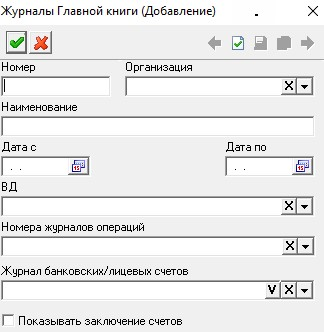 Журналы Главной книги (Добавление)
Номер Организация
Наименование
Дата с Дата по
ВД
Номера журналов операций
Журнал банковских/лицевых счетов
Показывать заключение счетов